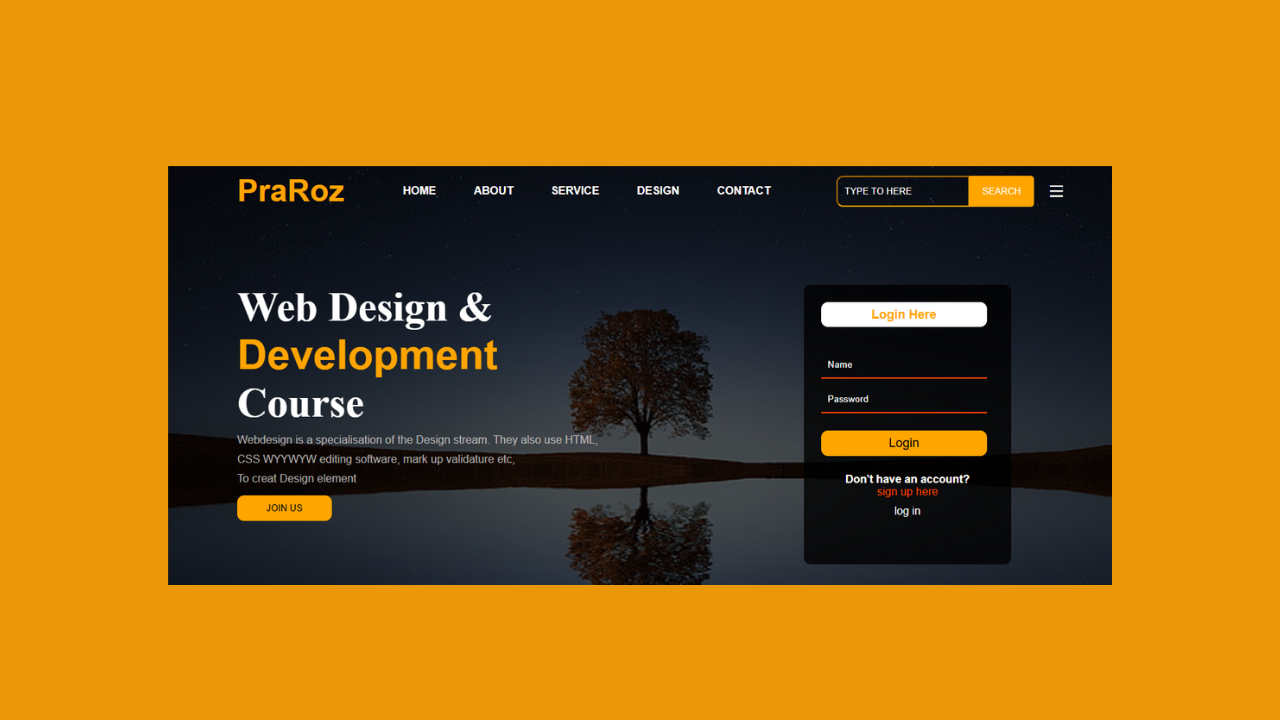 PraRoz
HOME ABOUT SERVICE DESIGN CONTACT
TYPE TO HERE
SEARCH
Web Design &
Development
Course
Webdesign is a specialisation of the Design stream. They also use HTML,
CSS WYYWYW editing software, mark up validature etc,
To creat Design element
JOIN US
Login Here
Name
Password
Login
Don't have an account?
sign up here
log in